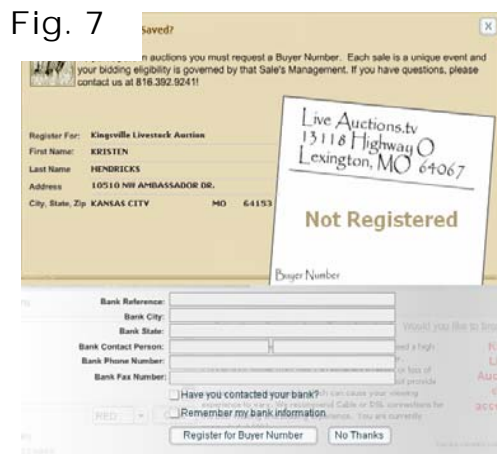 Fig. 7
Saved?
n auctions you must request a Buyer Number. Each sale is a unique event and
your bidding eligibility is governed by that Sale's Management. If you have questions, please
contact us at 816.392.9241!
Register For: Kingsville Livestock Auction
First Name: KRISTEN
Last Name HENDRICKS
Address 10510 NW AMBASSADOR DR.
City, State, Zip KANSAS CITY MO 64153
Live Auctions.tv
13118 Highway O
Lexington, MO 64067
Not Registered
Buyer Number
Bank Reference:
Bank City:
Bank State:
Would you like to
Bank Contact Person:
Bank Phone Number:
Bank Fax Number:
Have you contacted your bank?
Remember my bank information
RED
Register for Buyer Number No Thanks